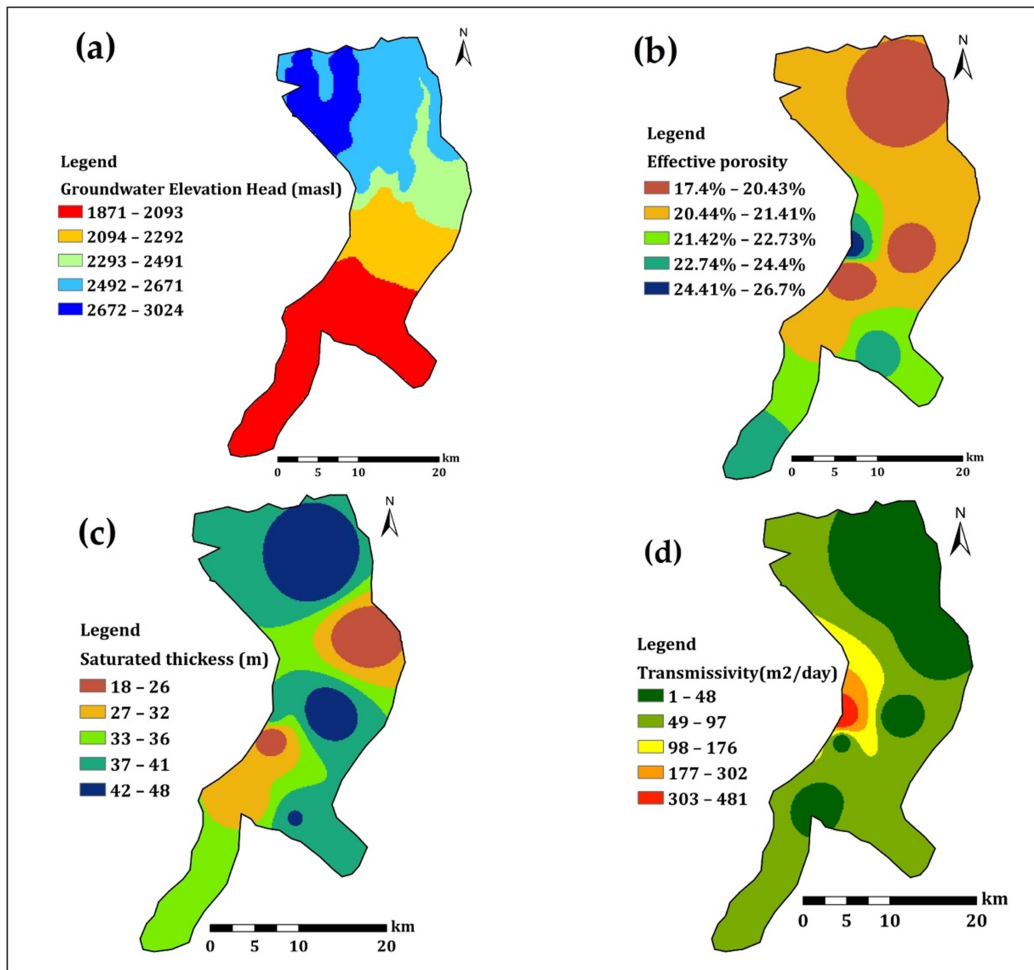 (a)
N
Legend
Groundwater Elevation Head (masl)
1871 – 2093
2094 – 2292
2293 – 2491
2492 – 2671
2672 – 3024
km
0 5 10 20
(b)
N
Legend
Effective porosity
17.4% – 20.43%
20.44% – 21.41%
21.42% – 22.73%
22.74% – 24.4%
24.41% – 26.7%
km
0 5 10 20
(c)
N
Legend
Saturated thickess (m)
18 – 26
27 – 32
33 – 36
37 – 41
42 – 48
km
0 5 10 20
(d)
N
Legend
Transmissivity(m2/day)
1 – 48
49 – 97
98 – 176
177 – 302
303 – 481
km
0 5 10 20